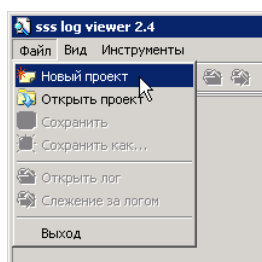 sss log viewer 2.4
Файл Вид Инструменты
Новый проект
Открыть проект
Сохранить
Сохранить как...
Открыть лог
Слежение за логом
Выход